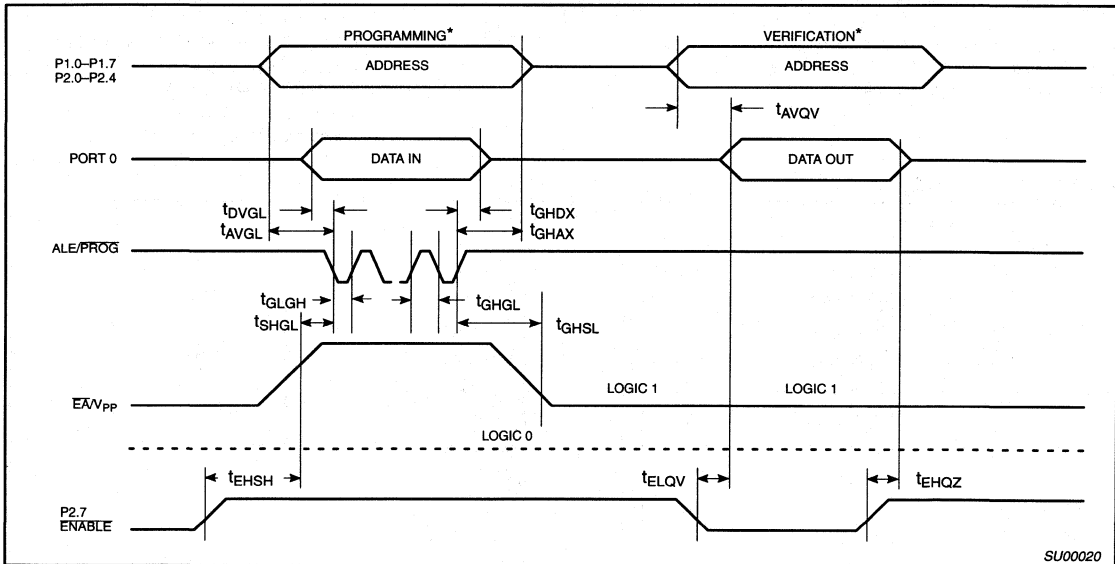 PROGRAMMING*
VERIFICATION*
P1.0–P1.7
P2.0–P2.4
ADDRESS
ADDRESS
tAVQV
PORT 0
DATA IN
DATA OUT
tDVGL
tGHDX
tAVGL
tGHAX
ALE/PROG
tGLGH
tGHGL
tSHGL
tGHSL
LOGIC 1
LOGIC 1
EA/VPP
LOGIC 0
tEHSH
tELQV
tEHQZ
P2.7
ENABLE
SU00020